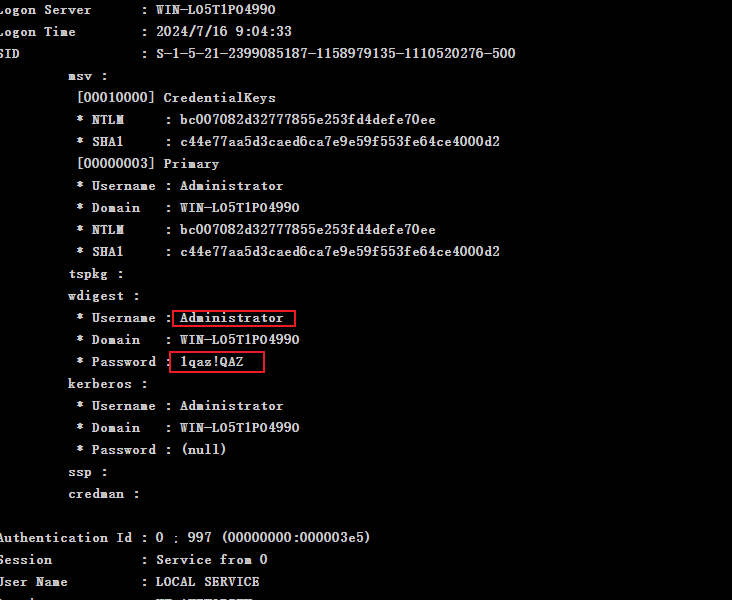 Logon Server : WIN-L05T1P04990
Logon Time : 2024/7/16 9:04:33
SID : S-1-5-21-2399085187-1158979135-1110520276-500
msv :
[00010000] CredentialKeys
* NTLM : bc007082d32777855e253fd4defe70ee
* SHA1 : c44e77aa5d3caed6ca7e9e59f553fe64ce4000d2
[00000003] Primary
* Username : Administrator
* Domain : WIN-L05T1P04990
* NTLM : bc007082d32777855e253fd4defe70ee
* SHA1 : c44e77aa5d3caed6ca7e9e59f553fe64ce4000d2
tspkg :
wdigest :
* Username : Administrator
* Domain : WIN-L05T1P04990
* Password : 1qaz!QAZ
kerberos :
* Username : Administrator
* Domain : WIN-L05T1P04990
* Password : (null)
ssp :
credman :
Authentication Id : 0 ; 997 (00000000:000003e5)
Session : Service from 0
User Name : LOCAL SERVICE